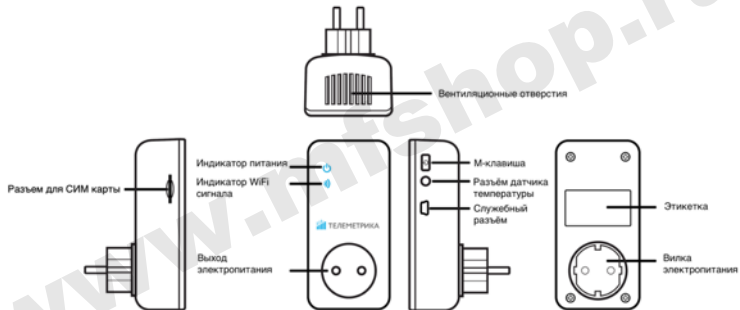 www.mfshop.ru
Вентиляционные отверстия
Разъем для СИМ карты
Индикатор питания
Индикатор WiFi
сигнала
ТЕЛЕМЕТРИКА
Выход
электропитания
М-клавиша
Разъём датчика
температуры
Служебный
разъём
Этикетка
Вилка
электропитания